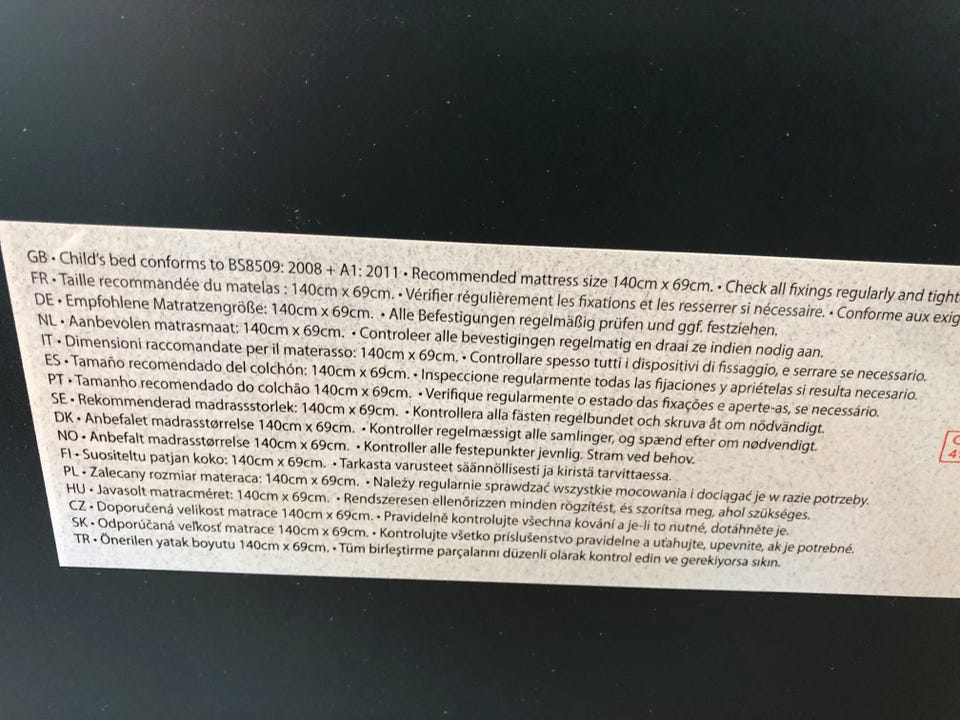 GB • Child's bed conforms to BS8509: 2008 + A1: 2011 • Recommended mattress size 140cm x 69cm. • Check all fixings regularly and tight
FR • Taille recommandée du matelas : 140cm x 69cm. • Vérifier régulièrement les fixations et les resserrer si nécessaire. • Conforme aux exig
DE • Empfohlene Matratzengröße: 140cm x 69cm. • Alle Befestigungen regelmäßig prüfen und ggf. festziehen.
NL • Aanbevolen matrasmaat: 140cm x 69cm. • Controleer alle bevestigingen regelmatig en draai ze indien nodig aan.
IT • Dimensioni raccomandate per il materasso: 140cm x 69cm. • Controllare spesso tutti i dispositivi di fissaggio, e serrare se necessario.
ES • Tamaño recomendado del colchón: 140cm x 69cm. • Inspeccione regularmente todas las fijaciones y apriételas si resulta necesario.
PT • Tamanho recomendado do colchão 140cm x 69cm. • Verifique regularmente o estado das fixações e aperte-as, se necessário.
SE • Rekommenderad madrassstorlek: 140cm x 69cm. • Kontrollera alla fästen regelbundet och skruva åt om nödvändigt.
DK • Anbefalet madrasstørrelse 140cm x 69cm. • Kontroller regelmæssigt alle samlinger, og spænd efter om nødvendigt.
NO • Anbefalt madrasstørrelse 140cm x 69cm. • Kontroller alle festepunkter jevnlig. Stram ved behov.
FI • Suositeltu patjan koko: 140cm x 69cm. • Tarkasta varusteet säännöllisesti ja kiristä tarvittaessa.
PL • Zalecany rozmiar materaca: 140cm x 69cm. • Należy regularnie sprawdzać wszystkie mocowania i dociągać je w razie potrzeby.
HU • Javasolt matracméret: 140cm x 69cm. • Rendszeresen ellenőrizzen minden rögzítést, és szorítsa meg, ahol szükséges.
CZ • Doporučená velikost matrace 140cm x 69cm. • Pravidelně kontrolujte všechna kování a je-li to nutné, dotáhněte je.
SK • Odporúčaná veľkosť matrace 140cm x 69cm. • Kontrolujte všetko príslušenstvo pravidelne a uťahujte, upevnite, ak je potrebné.
TR • Önerilen yatak boyutu 140cm x 69cm. • Tüm birleştirme parçalarını düzenli olarak kontrol edin ve gerekiyorsa sıkın.